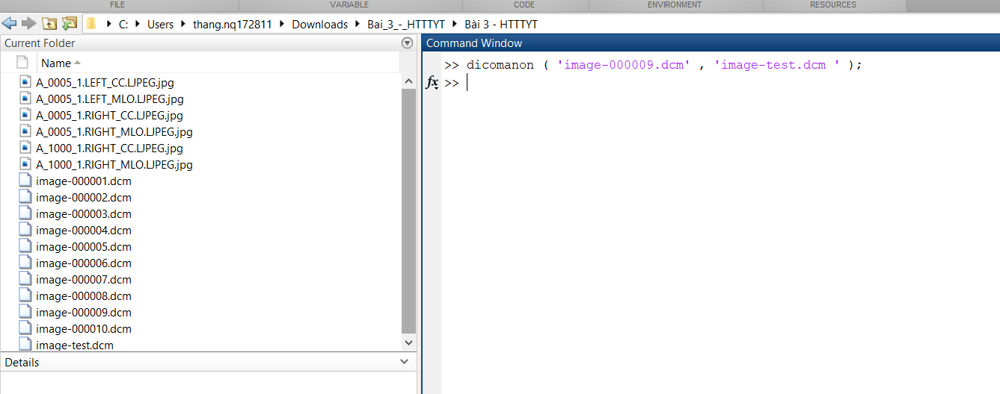 FILE VARIABLE CODE ENVIRONMENT RESOURCES
C: Users thang.nq172811 Downloads Bai_3_-_HTTTYT Bài 3 - HTTTYT
Current Folder
Name
A_0005_1.LEFT_CC.LJPEG.jpg
A_0005_1.LEFT_MLO.LJPEG.jpg
A_0005_1.RIGHT_CC.LJPEG.jpg
A_0005_1.RIGHT_MLO.LJPEG.jpg
A_1000_1.RIGHT_CC.LJPEG.jpg
A_1000_1.RIGHT_MLO.LJPEG.jpg
image-000001.dcm
image-000002.dcm
image-000003.dcm
image-000004.dcm
image-000005.dcm
image-000006.dcm
image-000007.dcm
image-000008.dcm
image-000009.dcm
image-000010.dcm
image-test.dcm
Details
Command Window
>> dicomanon ( 'image-000009.dcm' , 'image-test.dcm ' );
fx >>